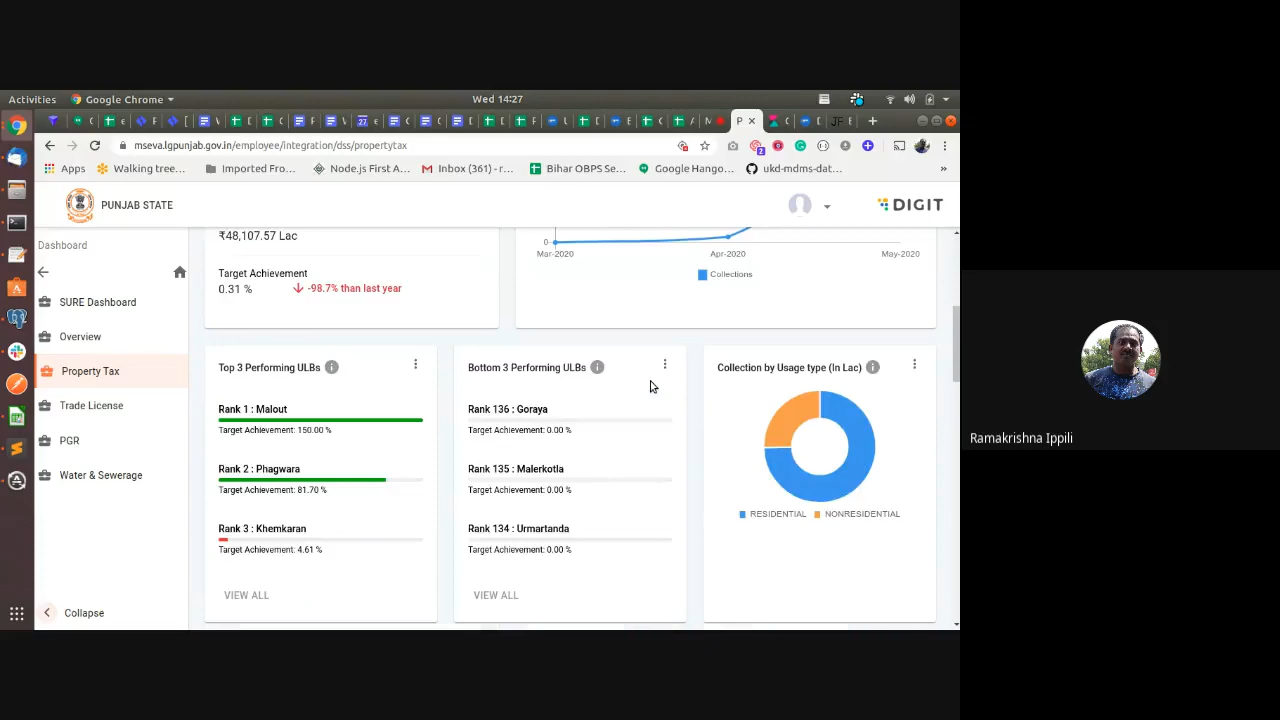 Activities
Google Chrome
Wed 14:27
27
P
mseva.lgpunjab.gov.in/employee/integration/dss/propertytax
2
Apps
Walking tree...
Imported Fro...
Node.js First A...
Inbox (361) - r...
Bihar OBPS Se...
Google Hango...
ukd-mdms-dat...
»
PUNJAB STATE
DIGIT
Dashboard
SURE Dashboard
Overview
Property Tax
Trade License
PGR
Water & Sewerage
Collapse
₹48,107.57 Lac
Target Achievement
0.31 %
-98.7% than last year
0
Mar-2020
Apr-2020
May-2020
Collections
Top 3 Performing ULBs
Rank 1 : Malout
Target Achievement: 150.00 %
Rank 2 : Phagwara
Target Achievement: 81.70 %
Rank 3 : Khemkaran
Target Achievement: 4.61 %
VIEW ALL
Bottom 3 Performing ULBs
Rank 136 : Goraya
Target Achievement: 0.00 %
Rank 135 : Malerkotla
Target Achievement: 0.00 %
Rank 134 : Urmartanda
Target Achievement: 0.00 %
VIEW ALL
Collection by Usage type (In Lac)
RESIDENTIAL
NONRESIDENTIAL
Ramakrishna Ippili